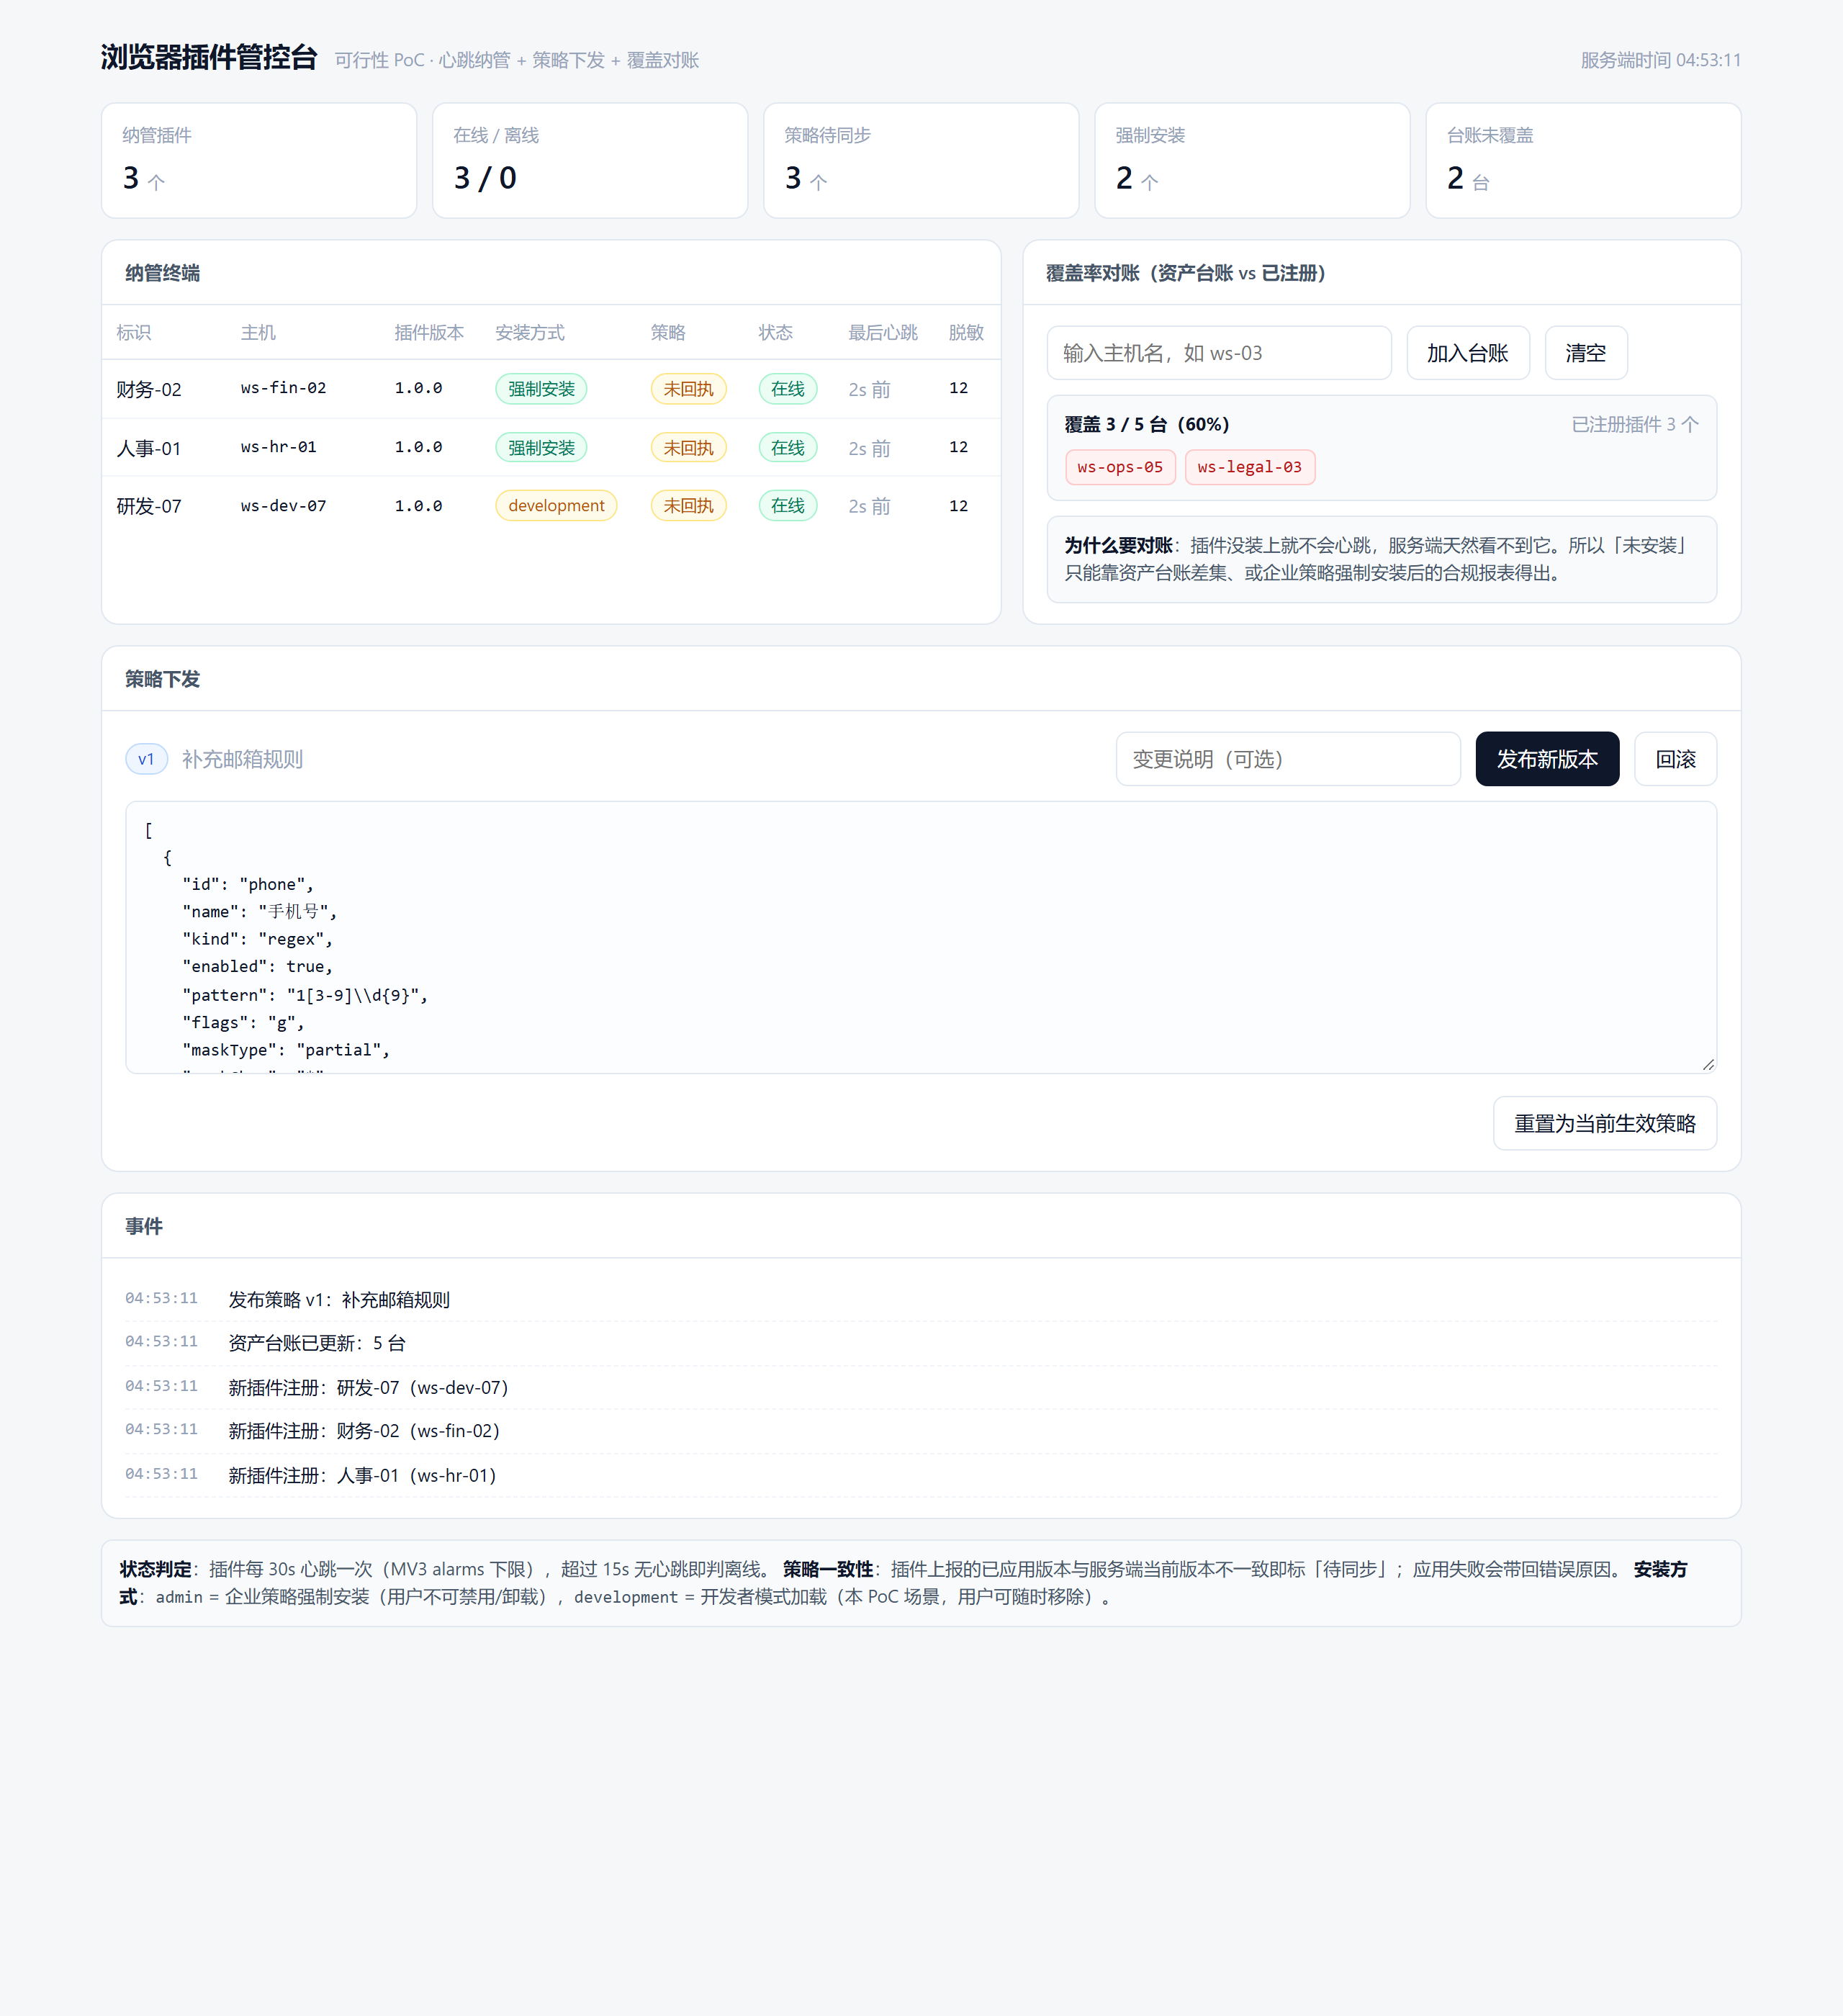 浏览器插件管控台 可行性 PoC · 心跳纳管 + 策略下发 + 覆盖对账 服务端时间 04:53:11
纳管插件 在线 / 离线 策略待同步 强制安装 台账未覆盖
3 个 3 / 0 3 个 2 个 2 台
纳管终端
标识 主机 插件版本 安装方式 策略 状态 最后心跳 脱敏
财务-02 ws-fin-02 1.0.0 强制安装 未回执 在线 2s 前 12
人事-01 ws-hr-01 1.0.0 强制安装 未回执 在线 2s 前 12
研发-07 ws-dev-07 1.0.0 development 未回执 在线 2s 前 12
覆盖率对账（资产台账 vs 已注册）
输入主机名，如 ws-03 加入台账 清空
覆盖 3 / 5 台（60%） 已注册插件 3 个
ws-ops-05 ws-legal-03
为什么要对账：插件没装上就不会心跳，服务端天然看不到它。所以「未安装」
只能靠资产台账差集、或企业策略强制安装后的合规报表得出。
策略下发
v1 补充邮箱规则 变更说明（可选） 发布新版本 回滚
[
{
"id": "phone",
"name": "手机号",
"kind": "regex",
"enabled": true,
"pattern": "1[3-9]\\d{9}",
"flags": "g",
"maskType": "partial",
重置为当前生效策略
事件
04:53:11 发布策略 v1：补充邮箱规则
04:53:11 资产台账已更新：5 台
04:53:11 新插件注册：研发-07（ws-dev-07）
04:53:11 新插件注册：财务-02（ws-fin-02）
04:53:11 新插件注册：人事-01（ws-hr-01）
状态判定：插件每 30s 心跳一次（MV3 alarms 下限），超过 15s 无心跳即判离线。 策略一致性：插件上报的已应用版本与服务端当前版本不一致即标「待同步」；应用失败会带回错误原因。 安装方
式：admin = 企业策略强制安装（用户不可禁用/卸载），development = 开发者模式加载（本 PoC 场景，用户可随时移除）。